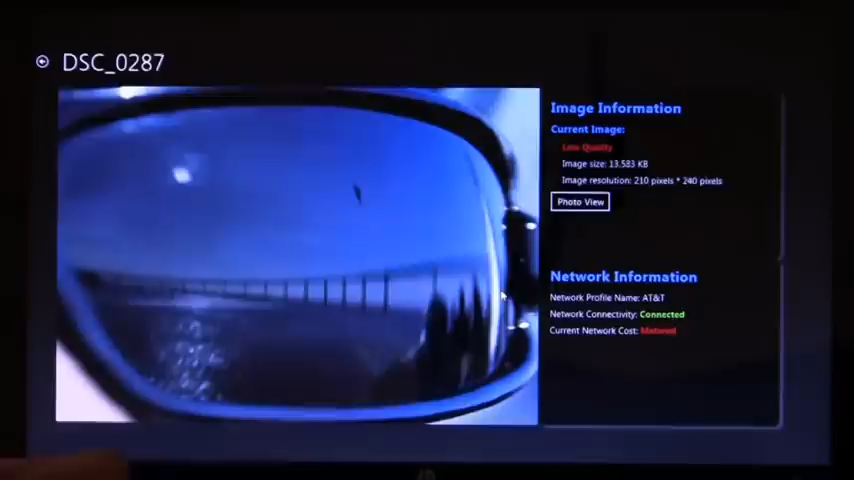 DSC_0287
Image Information
Current Image:
Low Quality
Image size: 13.583 KB
Image resolution: 210 pixels * 240 pixels
Photo View
Network Information
Network Profile Name: AT&T
Network Connectivity: Connected
Current Network Cost: Metered
hp